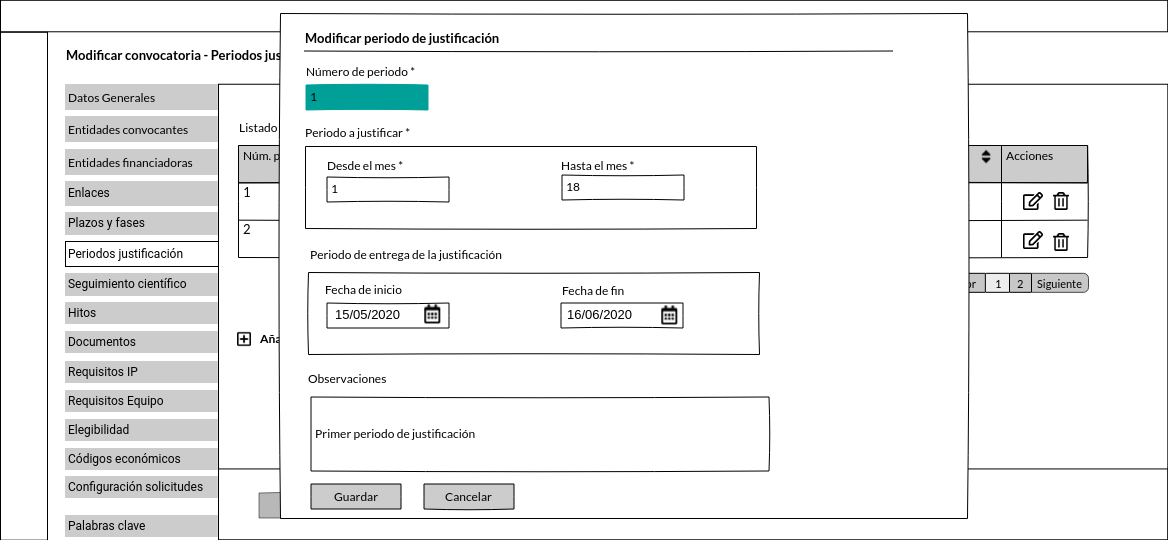 Modificar convocatoria - Periodos jus
Datos Generales
Entidades convocantes
Entidades financiadoras
Enlaces
Plazos y fases
Periodos justificación
Seguimiento científico
Hitos
Documentos
Requisitos IP
Requisitos Equipo
Elegibilidad
Códigos económicos
Configuración solicitudes
Palabras clave
Listado
Núm. p
1
2
Aña
Modificar periodo de justificación
Número de periodo *
1
Periodo a justificar *
Desde el mes * Hasta el mes *
1 18
Periodo de entrega de la justificación
Fecha de inicio Fecha de fin
15/05/2020 16/06/2020
Observaciones
Primer periodo de justificación
Guardar Cancelar
Acciones
or 1 2 Siguiente